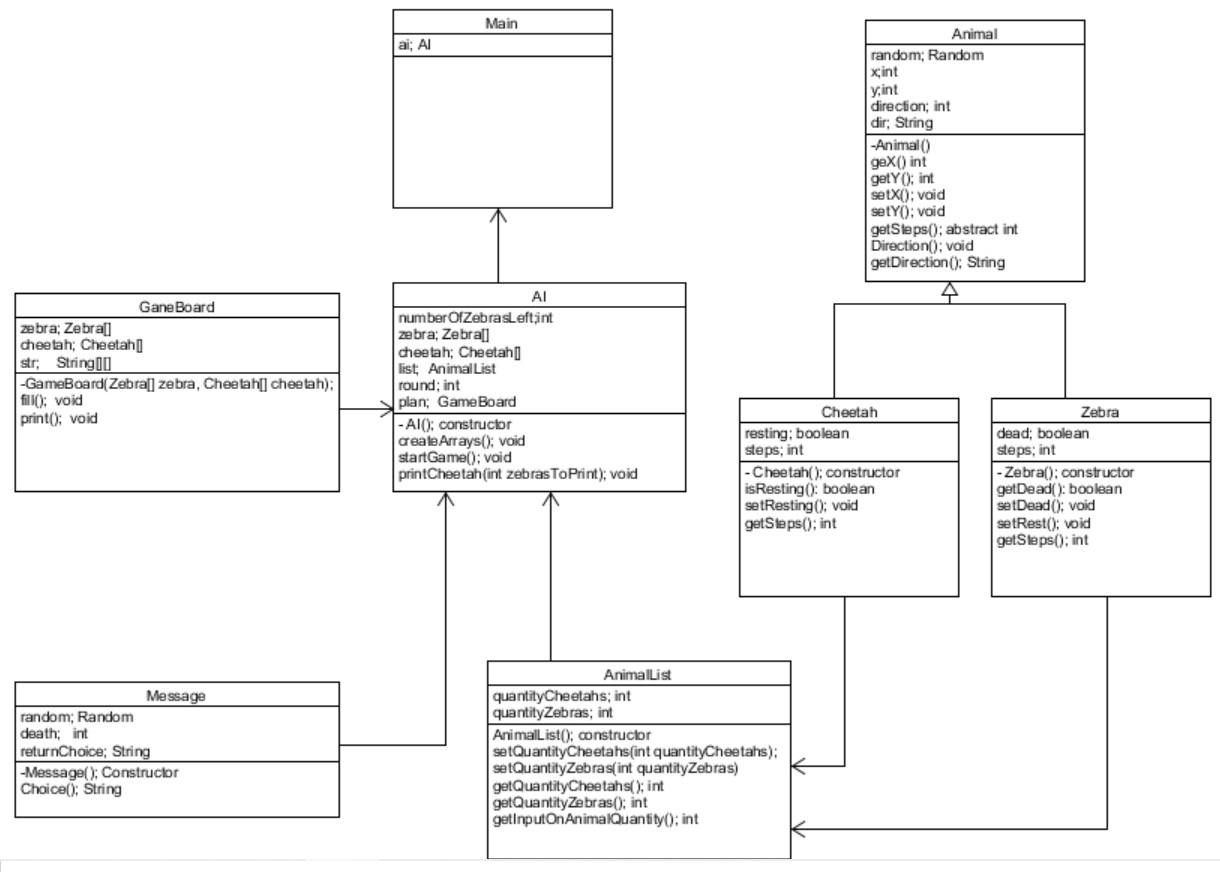 Main
ai; AI
Animal
random; Random
x;int
y;int
direction; int
dir; String
-Animal()
geX() int
getY(); int
setX(); void
setY(); void
getSteps(); abstract int
Direction(); void
getDirection(); String
GaneBoard
zebra; Zebra[]
cheetah; Cheetah[]
str; String[][]
-GameBoard(Zebra[] zebra, Cheetah[] cheetah);
fill(); void
print(); void
AI
numberOfZebrasLeft;int
zebra; Zebra[]
cheetah; Cheetah[]
list; AnimalList
round; int
plan; GameBoard
- AI(); constructor
createArrays(); void
startGame(); void
printCheetah(int zebrasToPrint); void
Cheetah
resting; boolean
steps; int
- Cheetah(); constructor
isResting(): boolean
setResting(); void
getSteps(); int
Zebra
dead; boolean
steps; int
- Zebra(); constructor
getDead(): boolean
setDead(); void
setRest(); void
getSteps(); int
Message
random; Random
death; int
returnChoice; String
-Message(); Constructor
Choice(); String
AnimalList
quantityCheetahs; int
quantityZebras; int
AnimalList(); constructor
setQuantityCheetahs(int quantityCheetahs);
setQuantityZebras(int quantityZebras)
getQuantityCheetahs(); int
getQuantityZebras(); int
getInputOnAnimalQuantity(); int